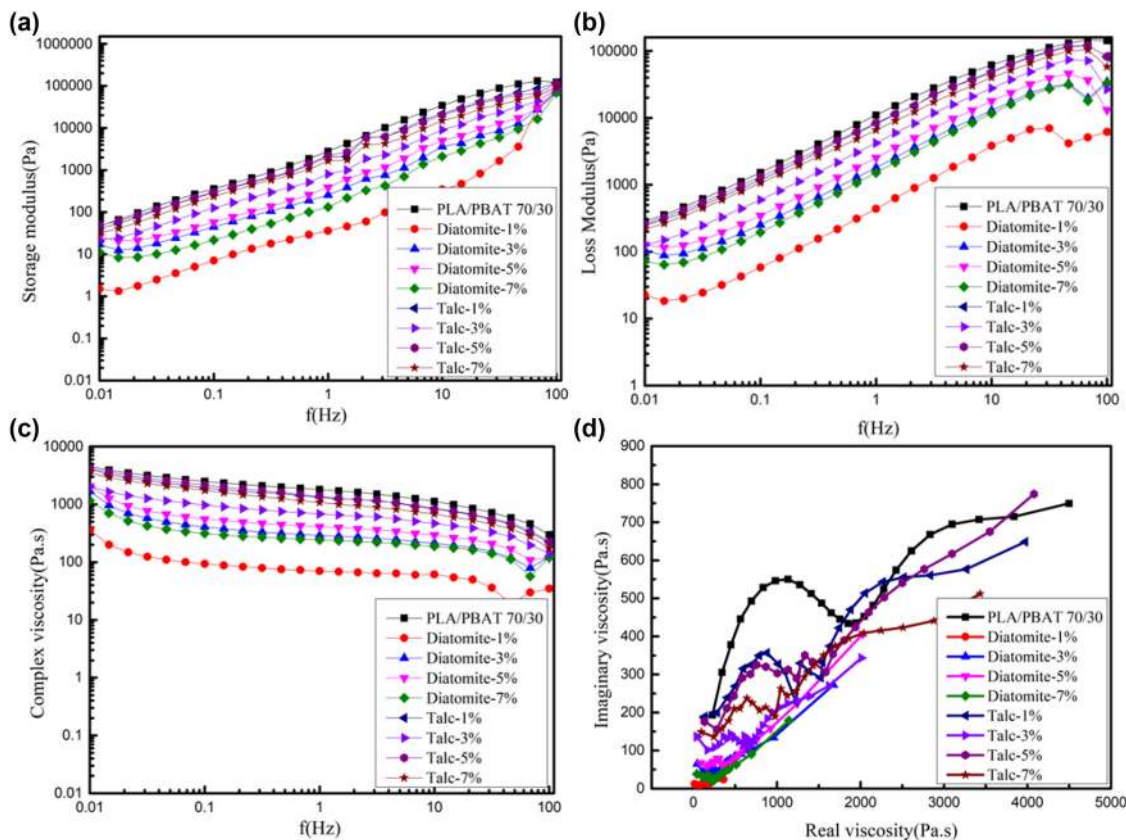 (a)
1000000
100000
10000
1000
100
10
1
0.1
0.01
Storage modulus(Pa)
0.01 0.1 1 10 100
f(Hz)
PLA/PBAT 70/30
Diatomite-1%
Diatomite-3%
Diatomite-5%
Diatomite-7%
Talc-1%
Talc-3%
Talc-5%
Talc-7%
(b)
100000
10000
1000
100
10
1
Loss Modulus(Pa)
0.01 0.1 1 10 100
f(Hz)
PLA/PBAT 70/30
Diatomite-1%
Diatomite-3%
Diatomite-5%
Diatomite-7%
Talc-1%
Talc-3%
Talc-5%
Talc-7%
(c)
10000
1000
100
10
1
0.1
0.01
Complex viscosity(Pa.s)
0.01 0.1 1 10 100
f(Hz)
PLA/PBAT 70/30
Diatomite-1%
Diatomite-3%
Diatomite-5%
Diatomite-7%
Talc-1%
Talc-3%
Talc-5%
Talc-7%
(d)
900
800
700
600
500
400
300
200
100
0
Imaginary viscosity(Pa.s)
0 1000 2000 3000 4000 5000
Real viscosity(Pa.s)
PLA/PBAT 70/30
Diatomite-1%
Diatomite-3%
Diatomite-5%
Diatomite-7%
Talc-1%
Talc-3%
Talc-5%
Talc-7%